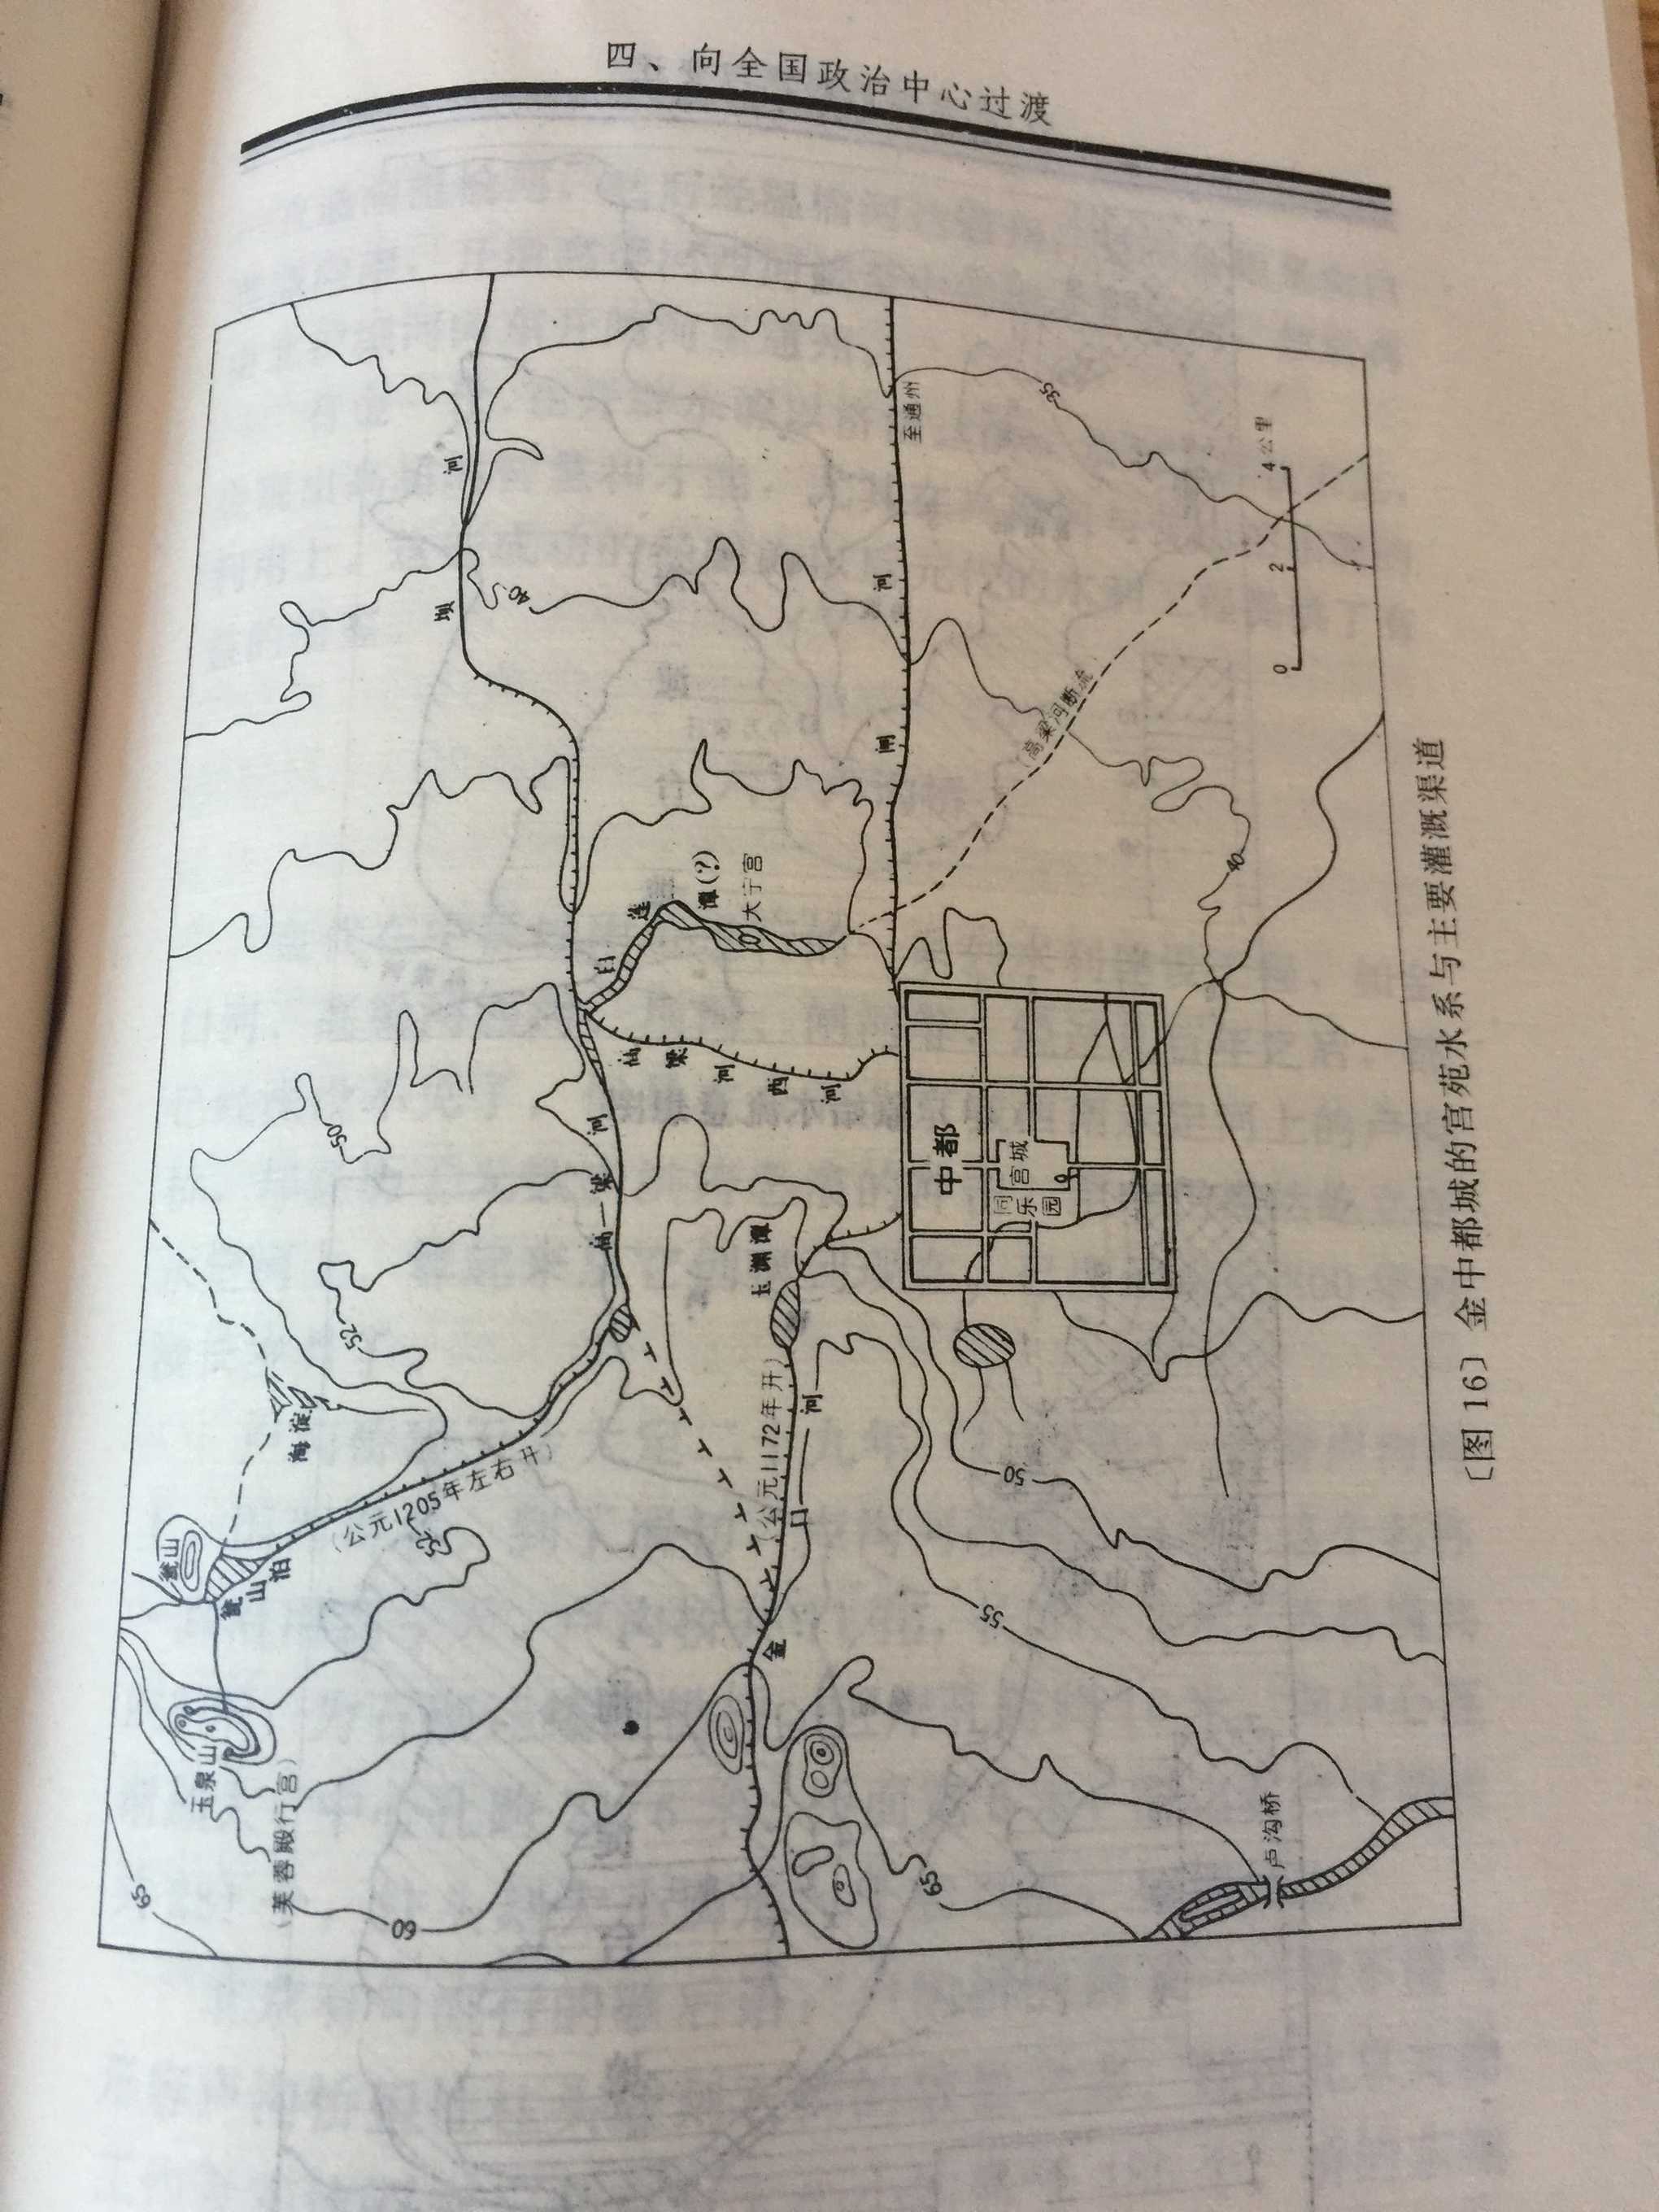 四、向全国政治中心过渡
瓮山
瓮山泊
玉泉山
(芙蓉殿行宫)
海淀
(公元1205年左右开)
高梁河
坝河
白莲潭(?)
大宁宫
高梁河西河
玉渊潭
金口河
(公元1172年开)
闸河
至通州
(高梁河断流)
中都
宫城
同乐园
卢沟桥
65
60
65
55
50
52
53
50
40
40
35
0 2 4公里
〔图16〕 金中都城的宫苑水系与主要灌溉渠道